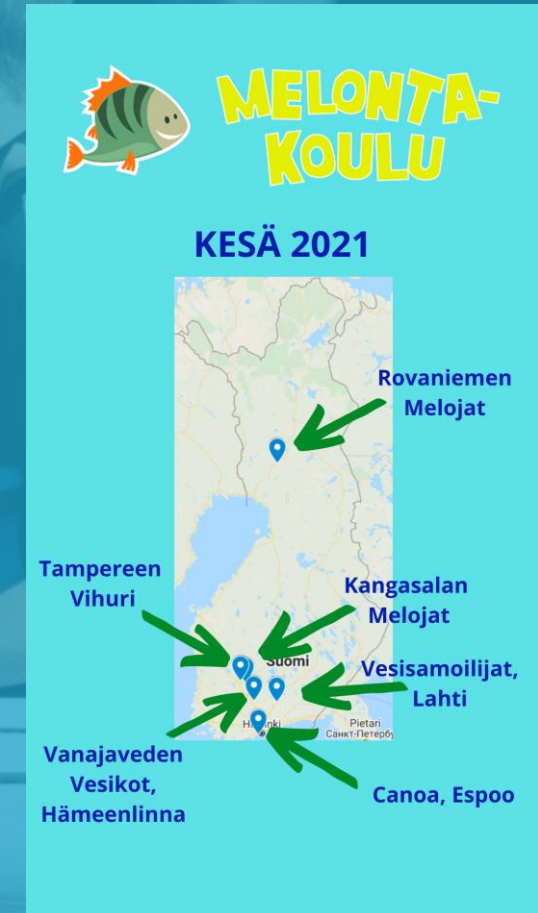 MELONTA-
KOULU
KESÄ 2021
Rovaniemen
Melojat
Tampereen
Vihuri
Kangasalan
Melojat
Suomi
Vesisamoilijat,
Lahti
Pietari
Санкт-Петербу
Vanajaveden
Vesikot,
Hämeenlinna
Canoa, Espoo